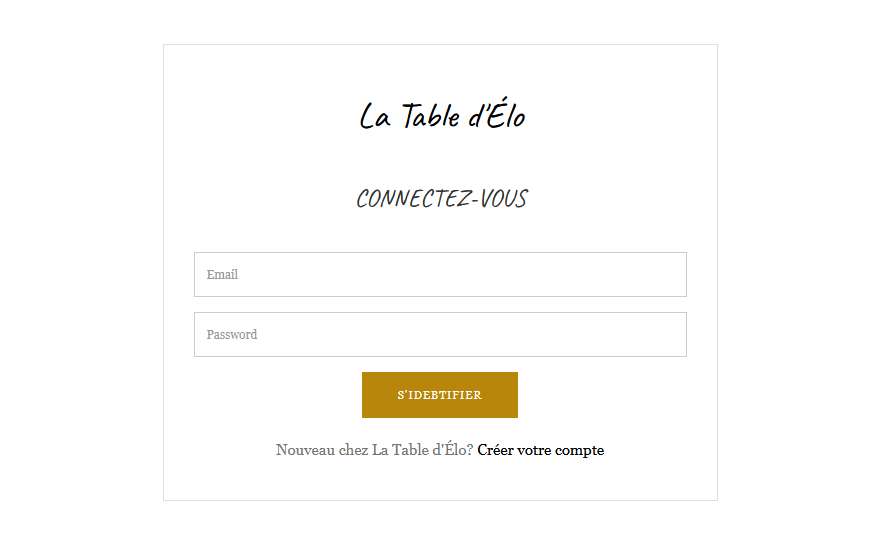 La Table d'Élo
CONNECTEZ-VOUS
Email
Password
S'IDEBTIFIER
Nouveau chez La Table d'Élo? Créer votre compte